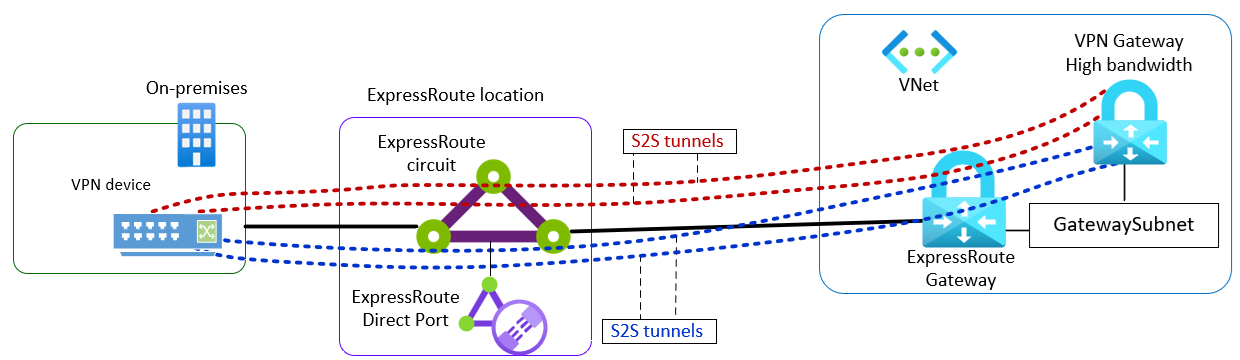 On-premises
VPN device
ExpressRoute location
ExpressRoute
circuit
ExpressRoute
Direct Port
S2S tunnels
S2S tunnels
VNet
VPN Gateway
High bandwidth
GatewaySubnet
ExpressRoute
Gateway